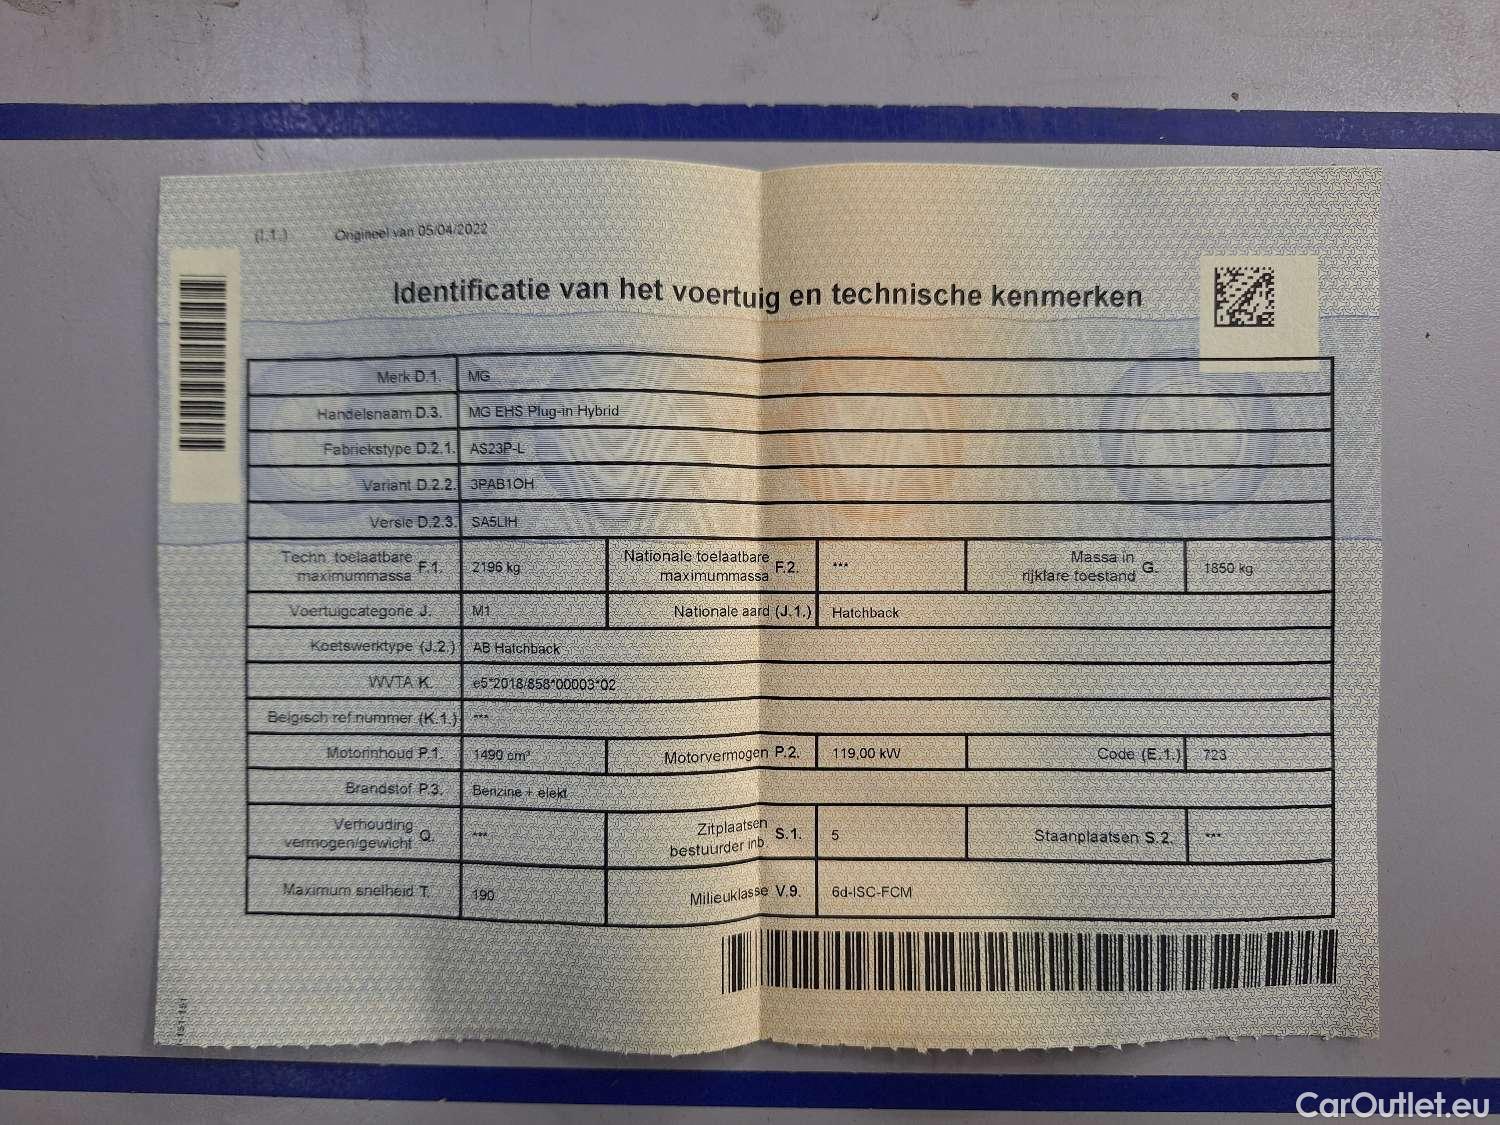 (I.1.) Origineel van 05/04/2022
Identificatie van het voertuig en technische kenmerken
Merk D.1. MG
Handelsnaam D.3. MG EHS Plug-in Hybrid
Fabriekstype D.2.1. AS23P-L
Variant D.2.2. 3PAB1OH
Versie D.2.3. SA5LIH
Techn. toelaatbare maximummassa F.1. 2196 kg Nationale toelaatbare maximummassa F.2. *** Massa in rijklare toestand G. 1850 kg
Voertuigcategorie J. M1 Nationale aard (J.1.) Hatchback
Koetswerktype (J.2.) AB Hatchback
WVTA K. e5*2018/858*00003*02
Belgisch ref.nummer (K.1.) ***
Motorinhoud P.1. 1490 cm³ Motorvermogen P.2. 119,00 kW Code (E.1.) 723
Brandstof P.3. Benzine + elekt
Verhouding vermogen/gewicht Q. *** Zitplaatsen bestuurder inb. S.1. 5 Staanplaatsen S.2. ***
Maximum snelheid T. 190 Milieuklasse V.9. 6d-ISC-FCM
CarOutlet.eu